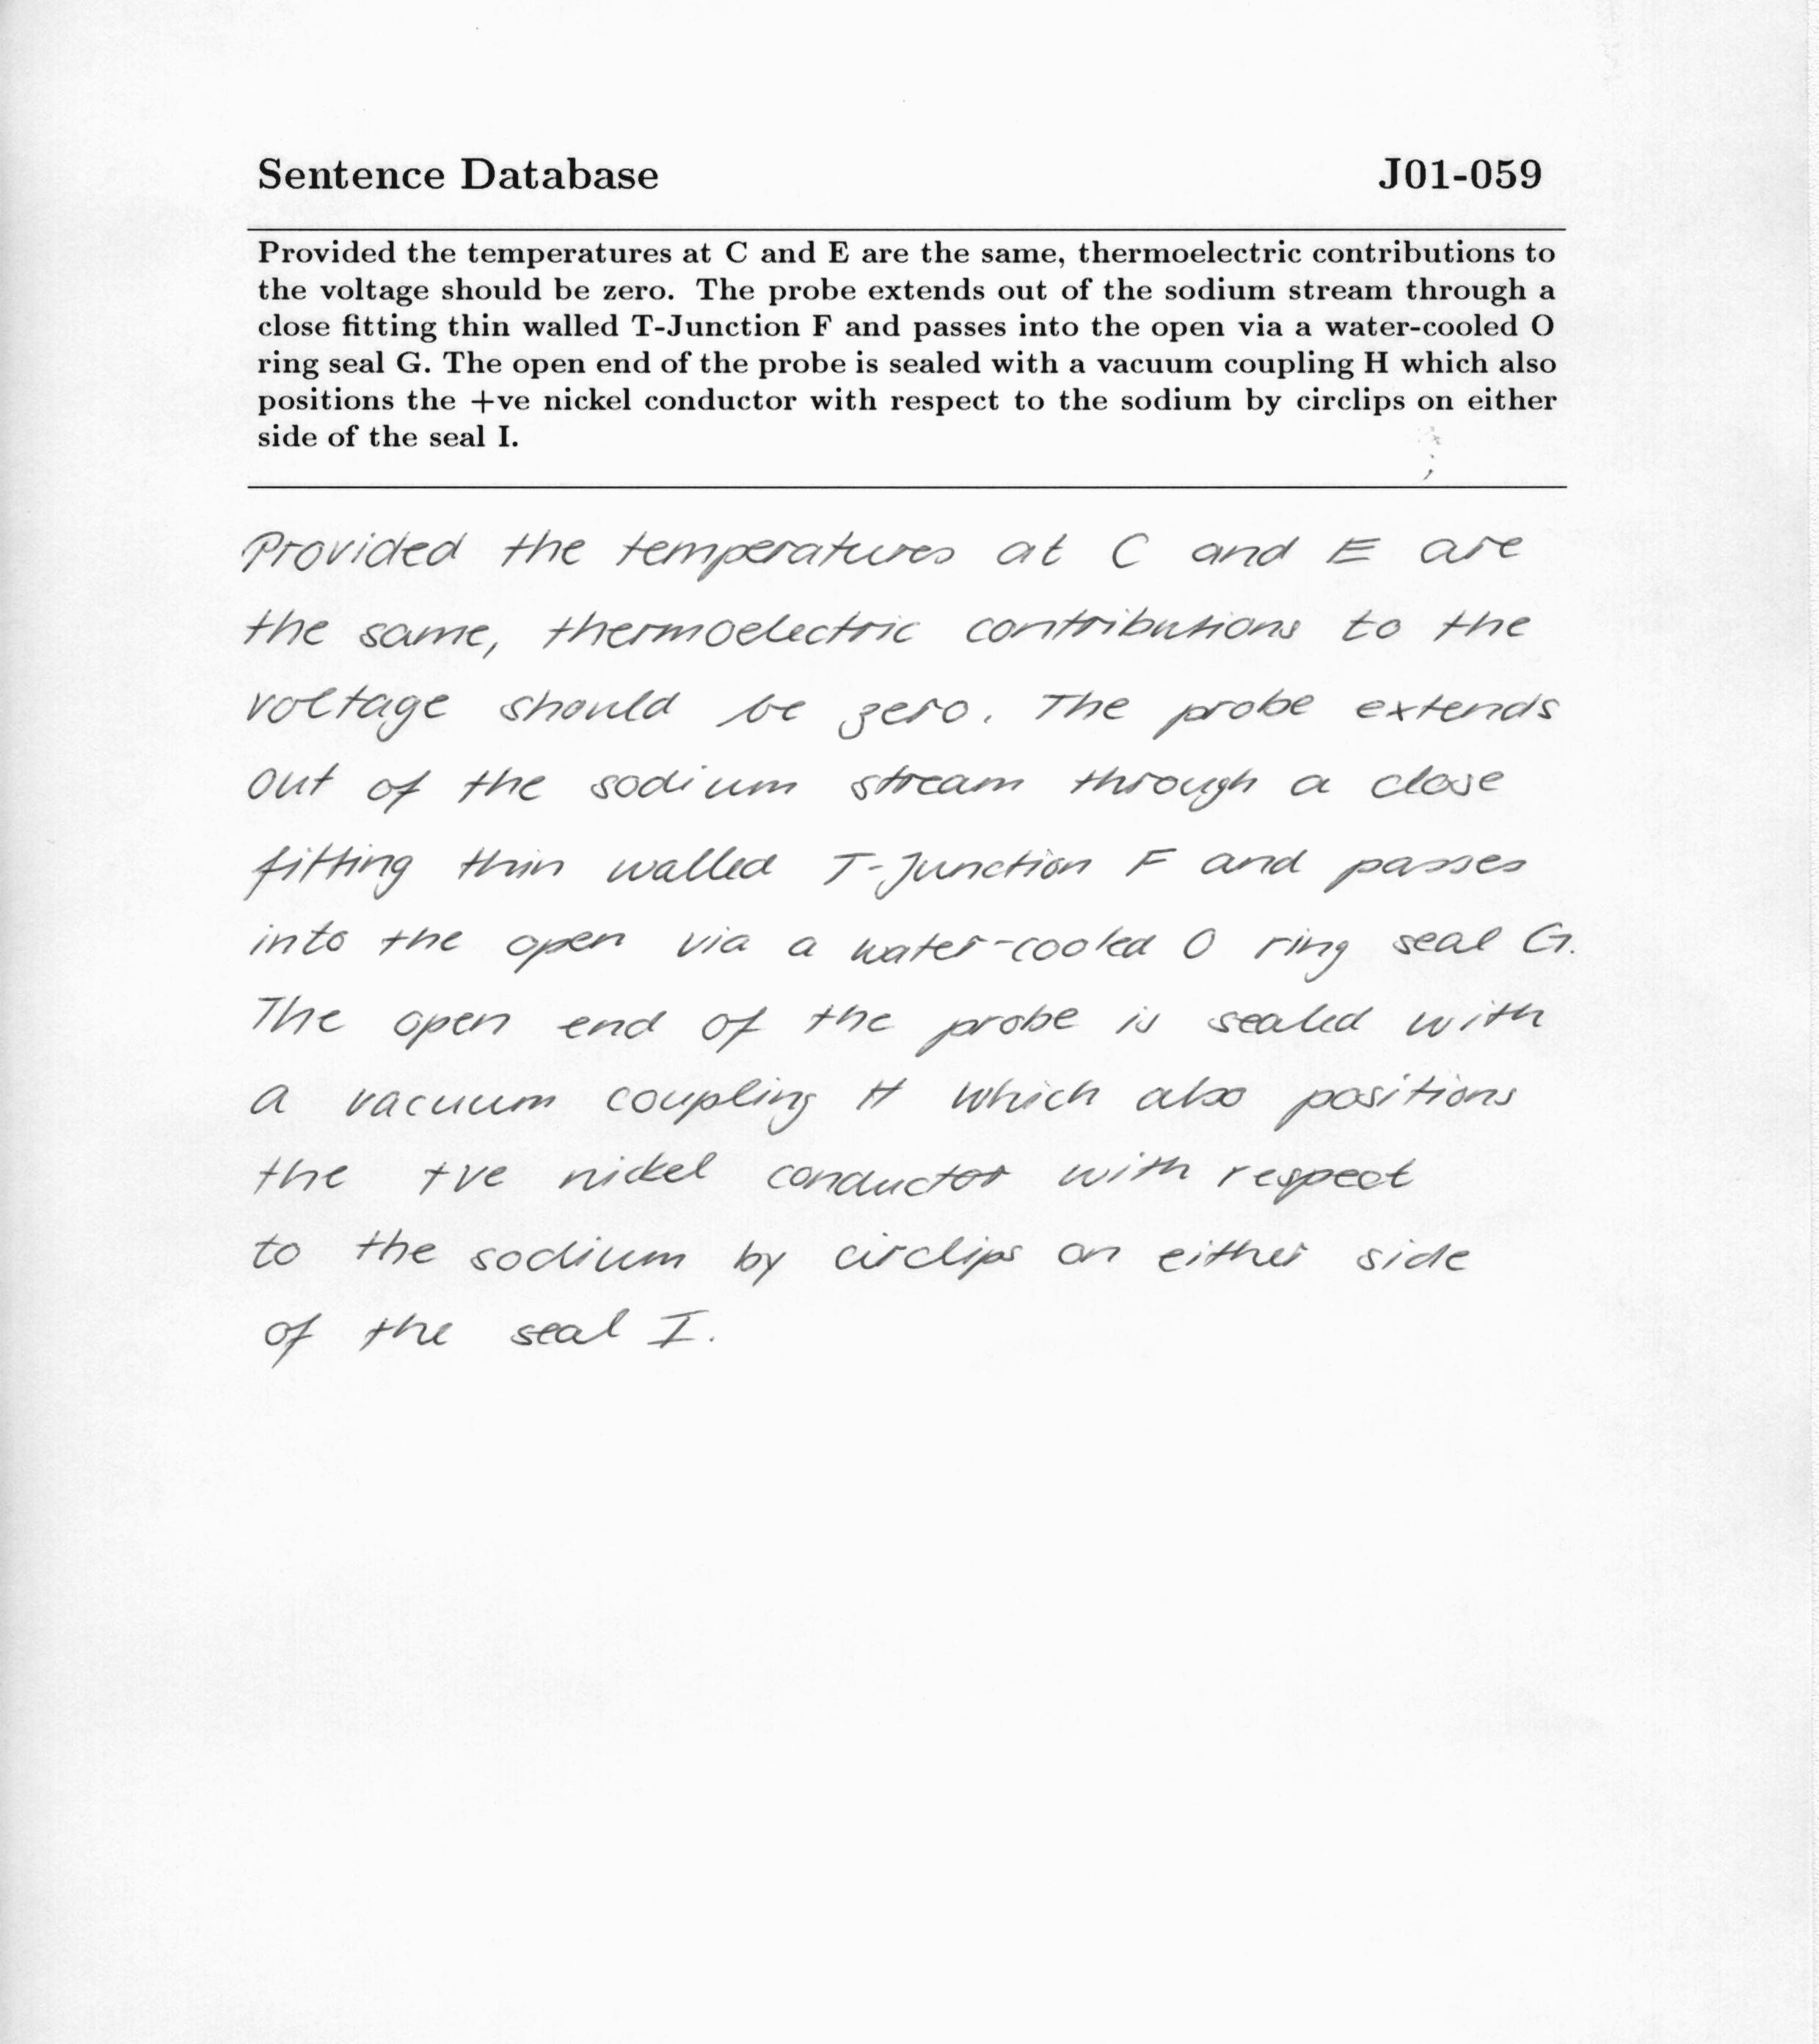 Sentence Database J01-059
Provided the temperatures at C and E are the same, thermoelectric contributions to
the voltage should be zero. The probe extends out of the sodium stream through a
close fitting thin walled T-Junction F and passes into the open via a water-cooled O
ring seal G. The open end of the probe is sealed with a vacuum coupling H which also
positions the +ve nickel conductor with respect to the sodium by circlips on either
side of the seal I.
Provided the temperatures at C and E are
the same, thermoelectric contributions to the
voltage should be zero. The probe extends
out of the sodium stream through a close
fitting thin walled T-Junction F and passes
into the open via a water-cooled O ring seal G.
The open end of the probe is sealed with
a vacuum coupling H which also positions
the +ve nickel conductor with respect
to the sodium by circlips on either side
of the seal I.